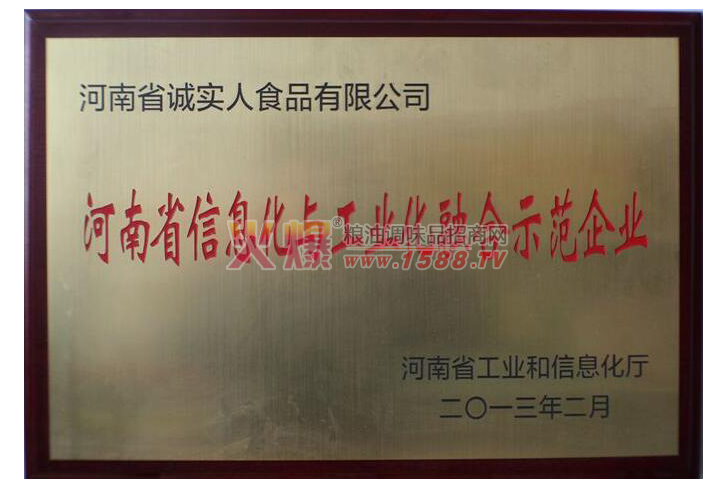 河南省诚实人食品有限公司
河南省信息化与工业化融合示范企业
火爆®粮油调味品招商网
www.1588.TV
河南省工业和信息化厅
二〇一三年二月